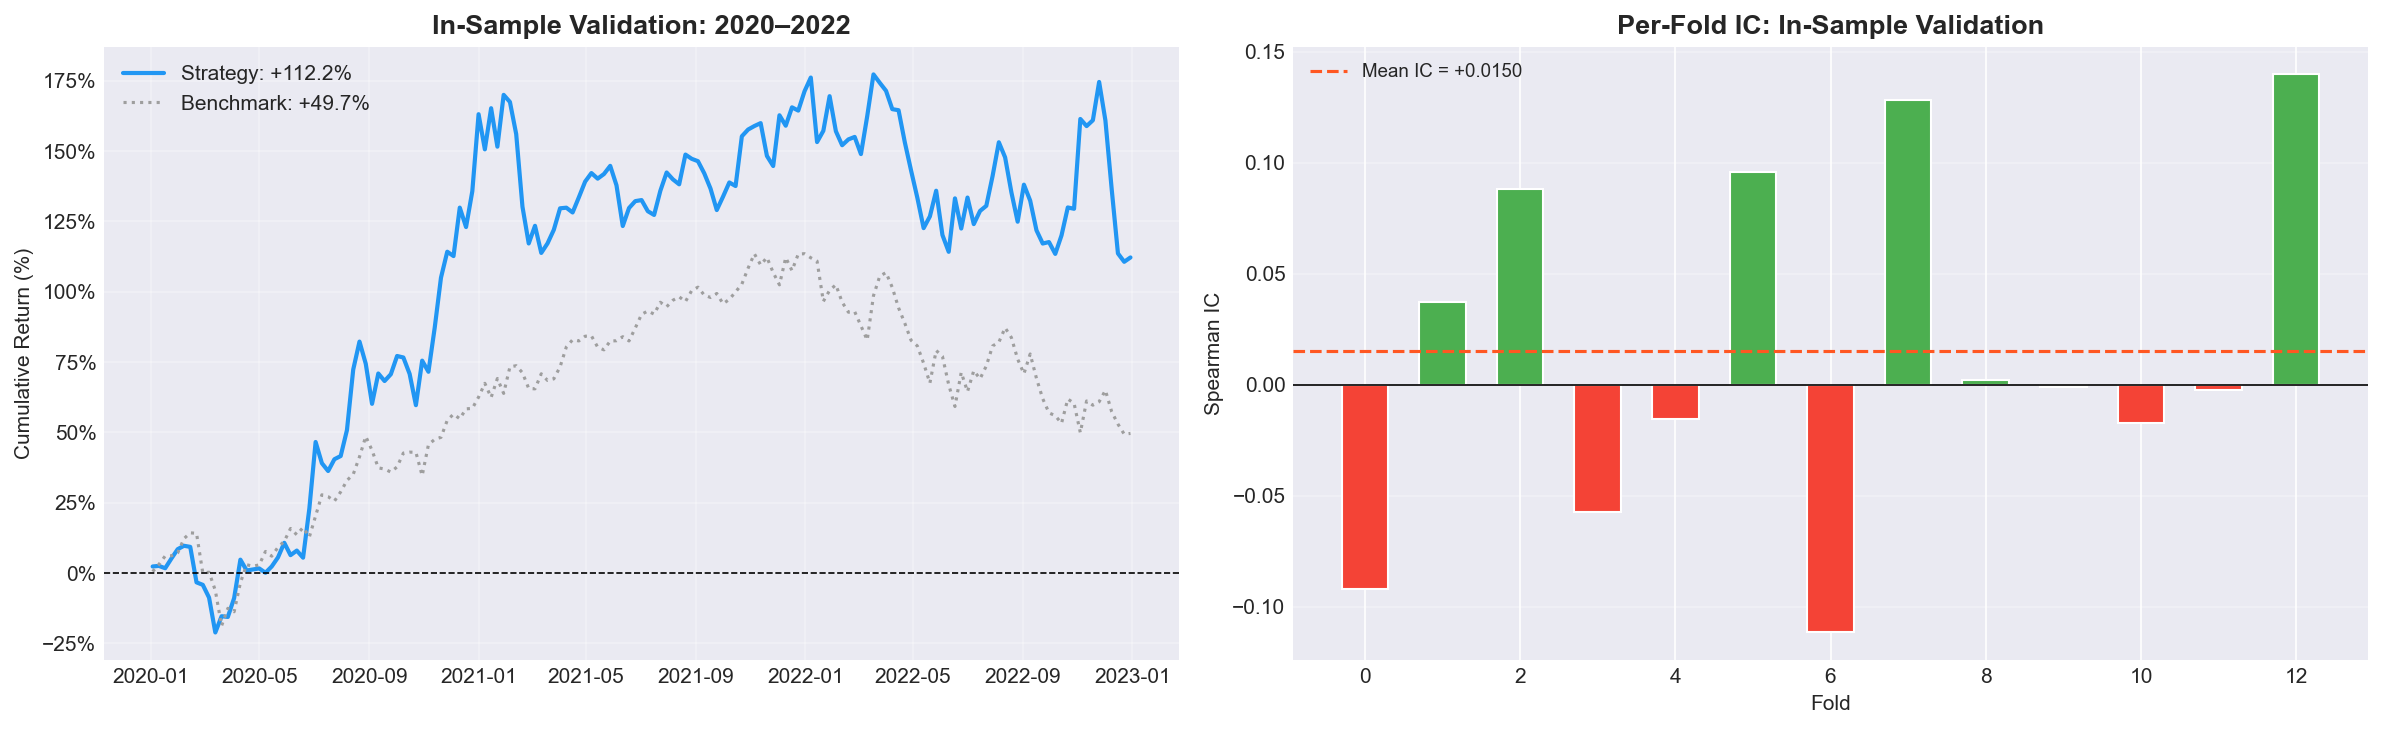 In-Sample Validation: 2020–2022
Strategy: +112.2%
Benchmark: +49.7%
Cumulative Return (%)
175%
150%
125%
100%
75%
50%
25%
0%
−25%
2020-01 2020-05 2020-09 2021-01 2021-05 2021-09 2022-01 2022-05 2022-09 2023-01
Per-Fold IC: In-Sample Validation
Mean IC = +0.0150
Spearman IC
0.15
0.10
0.05
0.00
−0.05
−0.10
0 2 4 6 8 10 12
Fold